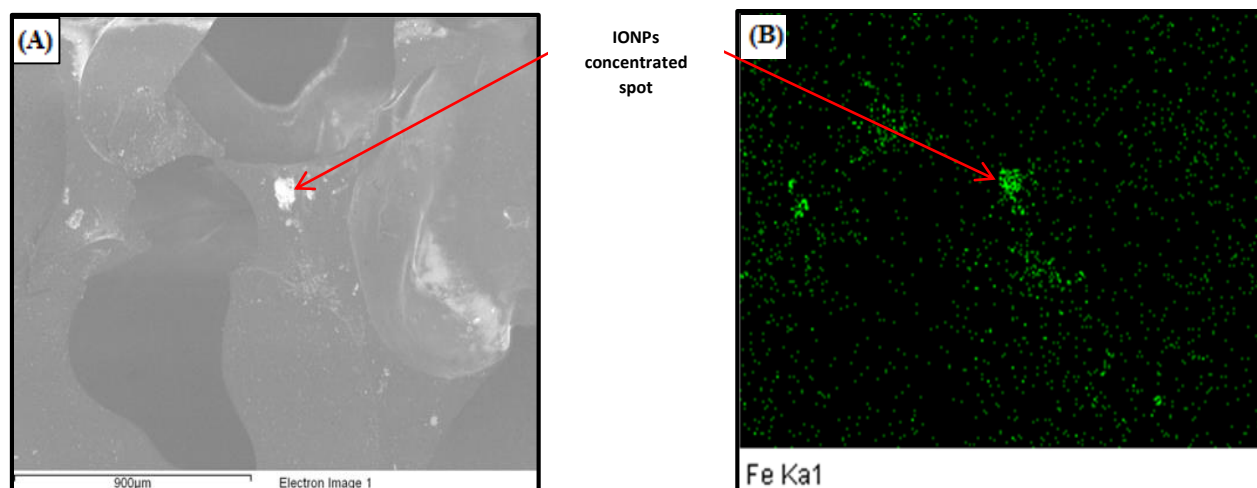 (A)
IONPs
concentrated
spot
(B)
900µm
Electron Image 1
Fe Ka1